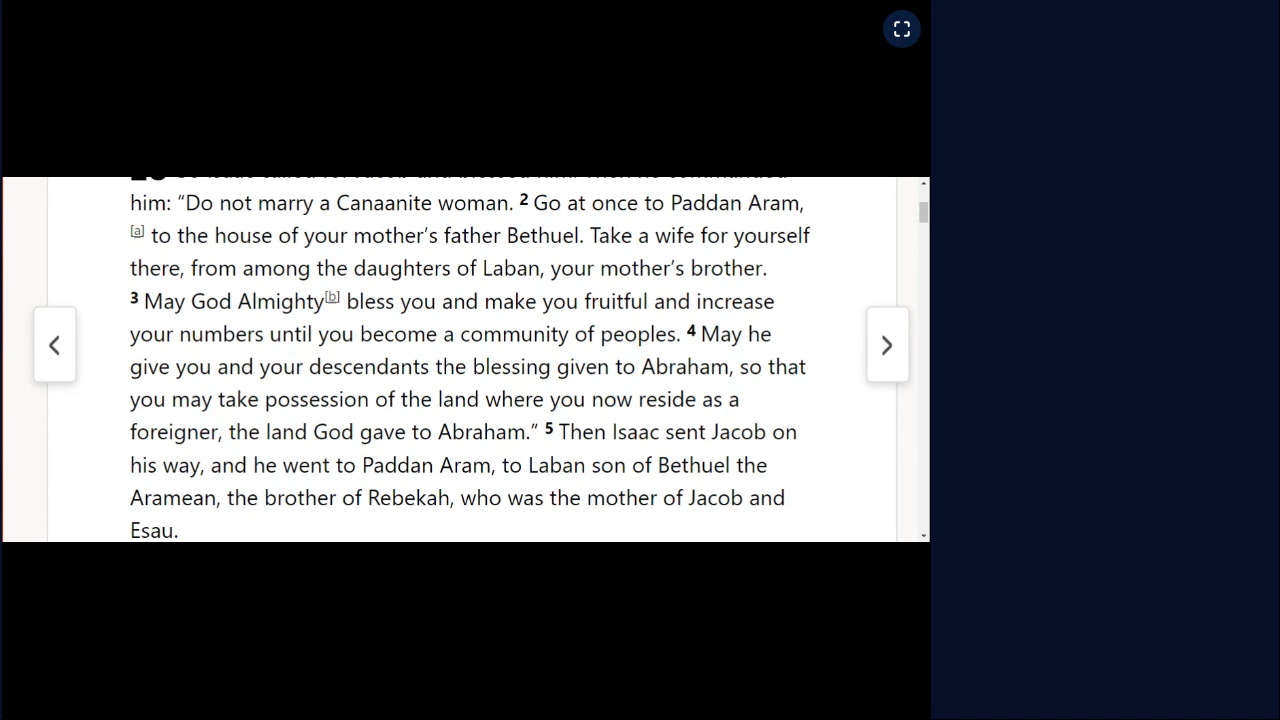 him: “Do not marry a Canaanite woman. 2 Go at once to Paddan Aram,
[a] to the house of your mother’s father Bethuel. Take a wife for yourself
there, from among the daughters of Laban, your mother’s brother.
3 May God Almighty[b] bless you and make you fruitful and increase
your numbers until you become a community of peoples. 4 May he
give you and your descendants the blessing given to Abraham, so that
you may take possession of the land where you now reside as a
foreigner, the land God gave to Abraham.” 5 Then Isaac sent Jacob on
his way, and he went to Paddan Aram, to Laban son of Bethuel the
Aramean, the brother of Rebekah, who was the mother of Jacob and
Esau.